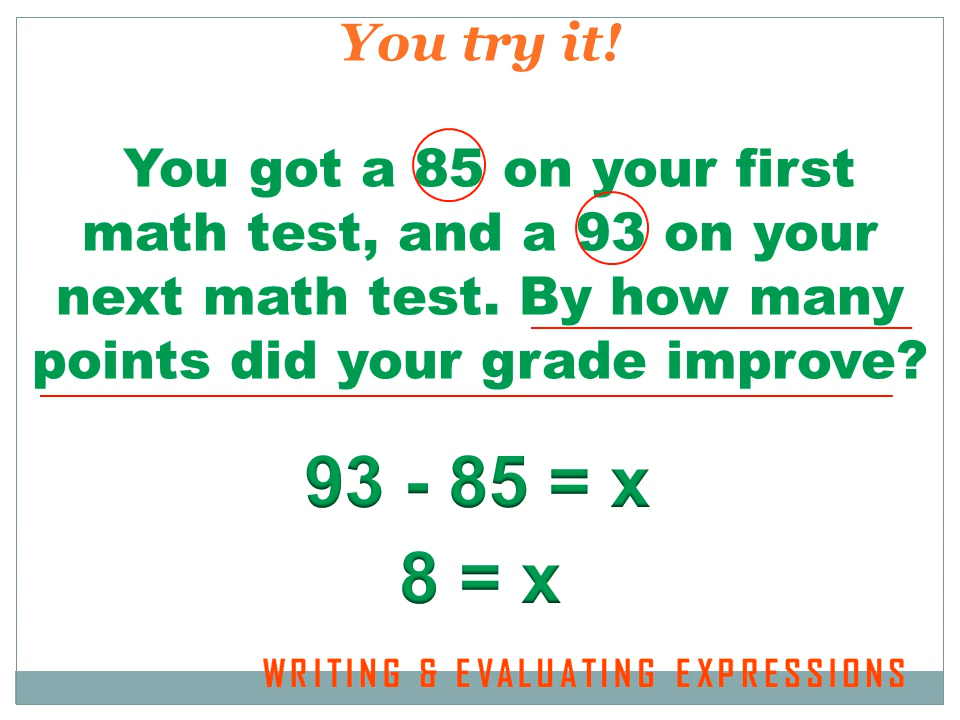 You try it!
You got a 85 on your first
math test, and a 93 on your
next math test. By how many
points did your grade improve?
93 - 85 = x
8 = x
WRITING & EVALUATING EXPRESSIONS